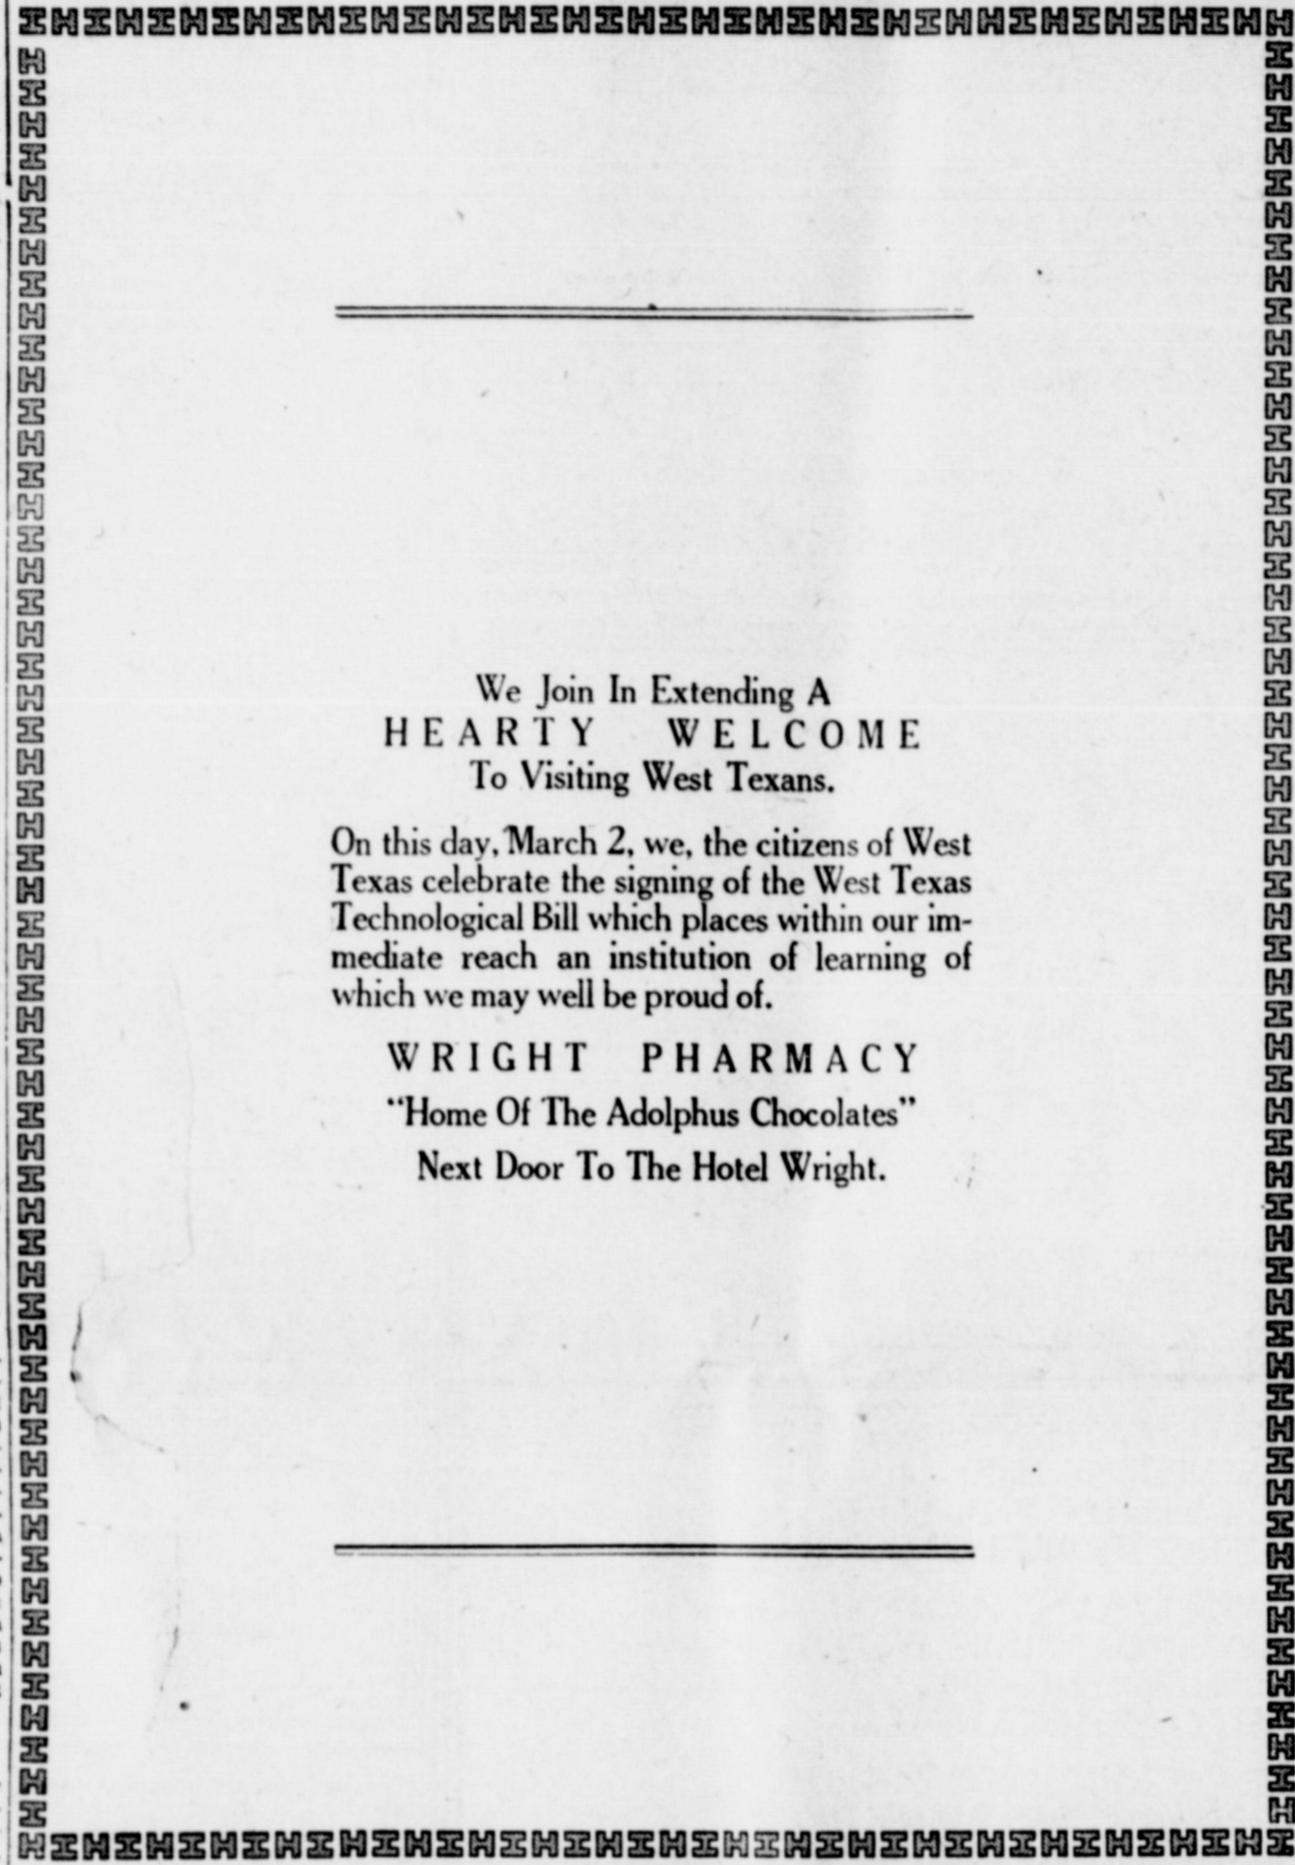 We Join In Extending A
HEARTY WELCOME
To Visiting West Texans.
On this day, March 2, we, the citizens of West
Texas celebrate the signing of the West Texas
Technological Bill which places within our im-
mediate reach an institution of learning of
which we may well be proud of.
WRIGHT PHARMACY
"Home Of The Adolphus Chocolates"
Next Door To The Hotel Wright.